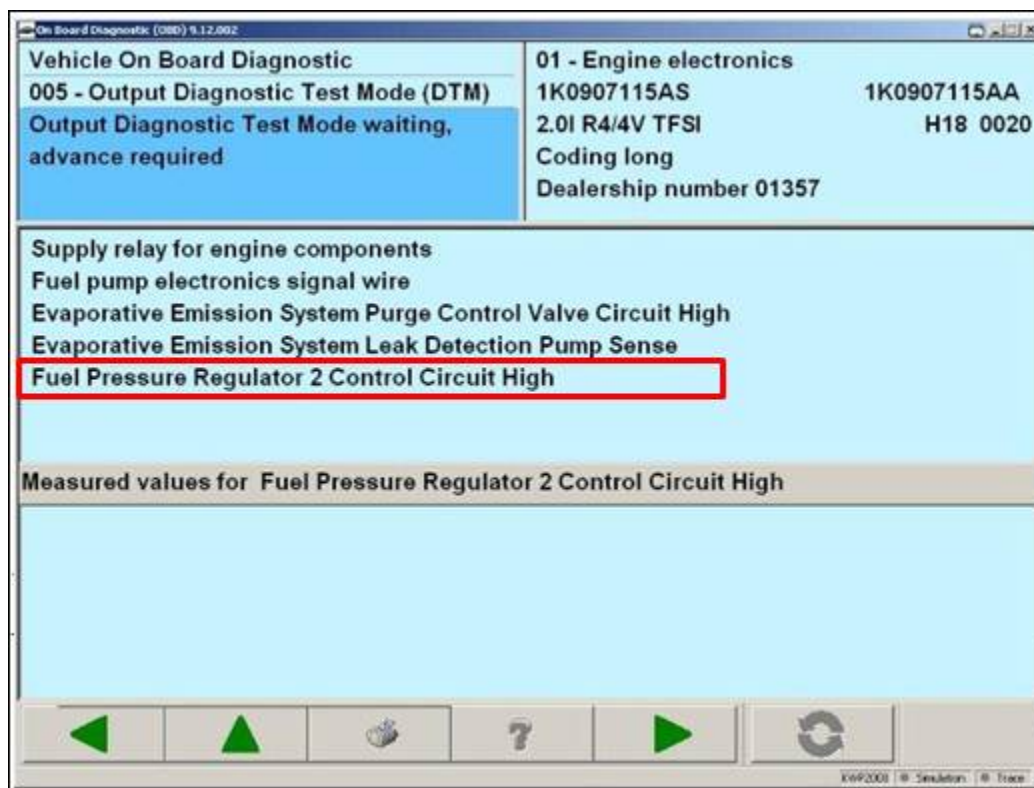 On Board Diagnostic (OBD) 9.12.002
Vehicle On Board Diagnostic
005 - Output Diagnostic Test Mode (DTM)
Output Diagnostic Test Mode waiting,
advance required
01 - Engine electronics
1K0907115AS 1K0907115AA
2.0l R4/4V TFSI H18 0020
Coding long
Dealership number 01357
Supply relay for engine components
Fuel pump electronics signal wire
Evaporative Emission System Purge Control Valve Circuit High
Evaporative Emission System Leak Detection Pump Sense
Fuel Pressure Regulator 2 Control Circuit High
Measured values for Fuel Pressure Regulator 2 Control Circuit High
?
KWP2000 Simulation Trace